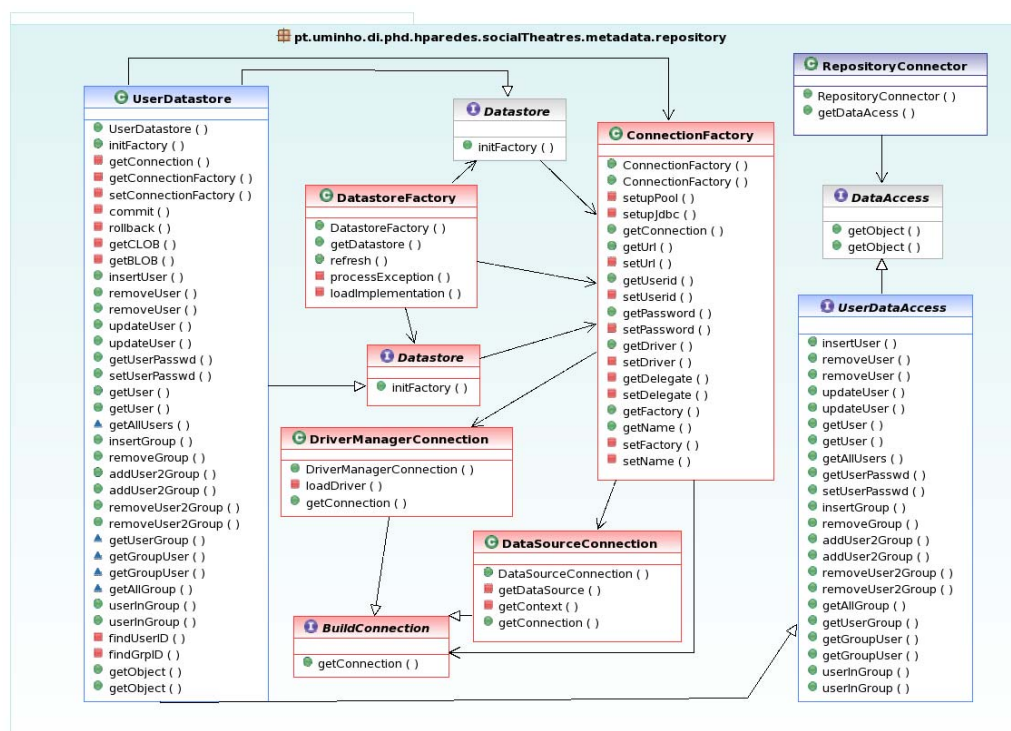 pt.uminho.di.phd.hparedes.socialTheatres.metadata.repository
UserDatastore
UserDatastore ( )
initFactory ( )
getConnection ( )
getConnectionFactory ( )
setConnectionFactory ( )
commit ( )
rollback ( )
getCLOB ( )
getBLOB ( )
insertUser ( )
removeUser ( )
removeUser ( )
updateUser ( )
updateUser ( )
getUserPasswd ( )
setUserPasswd ( )
getUser ( )
getUser ( )
getAllUsers ( )
insertGroup ( )
removeGroup ( )
addUser2Group ( )
addUser2Group ( )
removeUser2Group ( )
removeUser2Group ( )
getUserGroup ( )
getGroupUser ( )
getGroupUser ( )
getAllGroup ( )
userInGroup ( )
userInGroup ( )
findUserID ( )
findGrpID ( )
getObject ( )
getObject ( )
Datastore
initFactory ( )
DatastoreFactory
DatastoreFactory ( )
getDatastore ( )
refresh ( )
processException ( )
loadImplementation ( )
Datastore
initFactory ( )
DriverManagerConnection
DriverManagerConnection ( )
loadDriver ( )
getConnection ( )
DataSourceConnection
DataSourceConnection ( )
getDataSource ( )
getContext ( )
getConnection ( )
BuildConnection
getConnection ( )
ConnectionFactory
ConnectionFactory ( )
ConnectionFactory ( )
setupPool ( )
setupJdbc ( )
getConnection ( )
getUrl ( )
setUrl ( )
getUserid ( )
setUserid ( )
getPassword ( )
setPassword ( )
getDriver ( )
setDriver ( )
getDelegate ( )
setDelegate ( )
getFactory ( )
getName ( )
setFactory ( )
setName ( )
RepositoryConnector
RepositoryConnector ( )
getDataAcess ( )
DataAccess
getObject ( )
getObject ( )
UserDataAccess
insertUser ( )
removeUser ( )
removeUser ( )
updateUser ( )
updateUser ( )
getUser ( )
getUser ( )
getAllUsers ( )
getUserPasswd ( )
setUserPasswd ( )
insertGroup ( )
removeGroup ( )
addUser2Group ( )
addUser2Group ( )
removeUser2Group ( )
removeUser2Group ( )
getAllGroup ( )
getUserGroup ( )
getGroupUser ( )
getGroupUser ( )
userInGroup ( )
userInGroup ( )